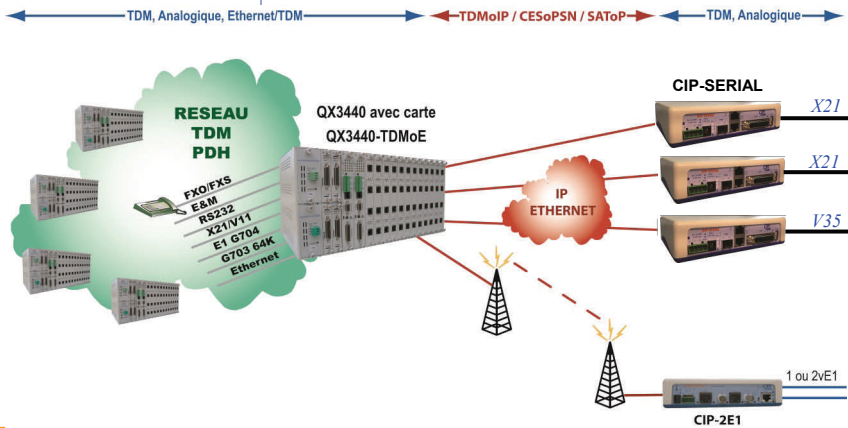 TDM, Analogique, Ethernet/TDM
TDMoIP / CESoPSN / SAToP
TDM, Analogique
CIP-SERIAL
RESEAU
TDM
PDH
QX3440 avec carte
QX3440-TDMoE
X21
X21
V35
FXO/FXS
E&M
RS232
X21/V11
E1 G704
G703 64K
Ethernet
IP
ETHERNET
1 ou 2vE1
CIP-2E1